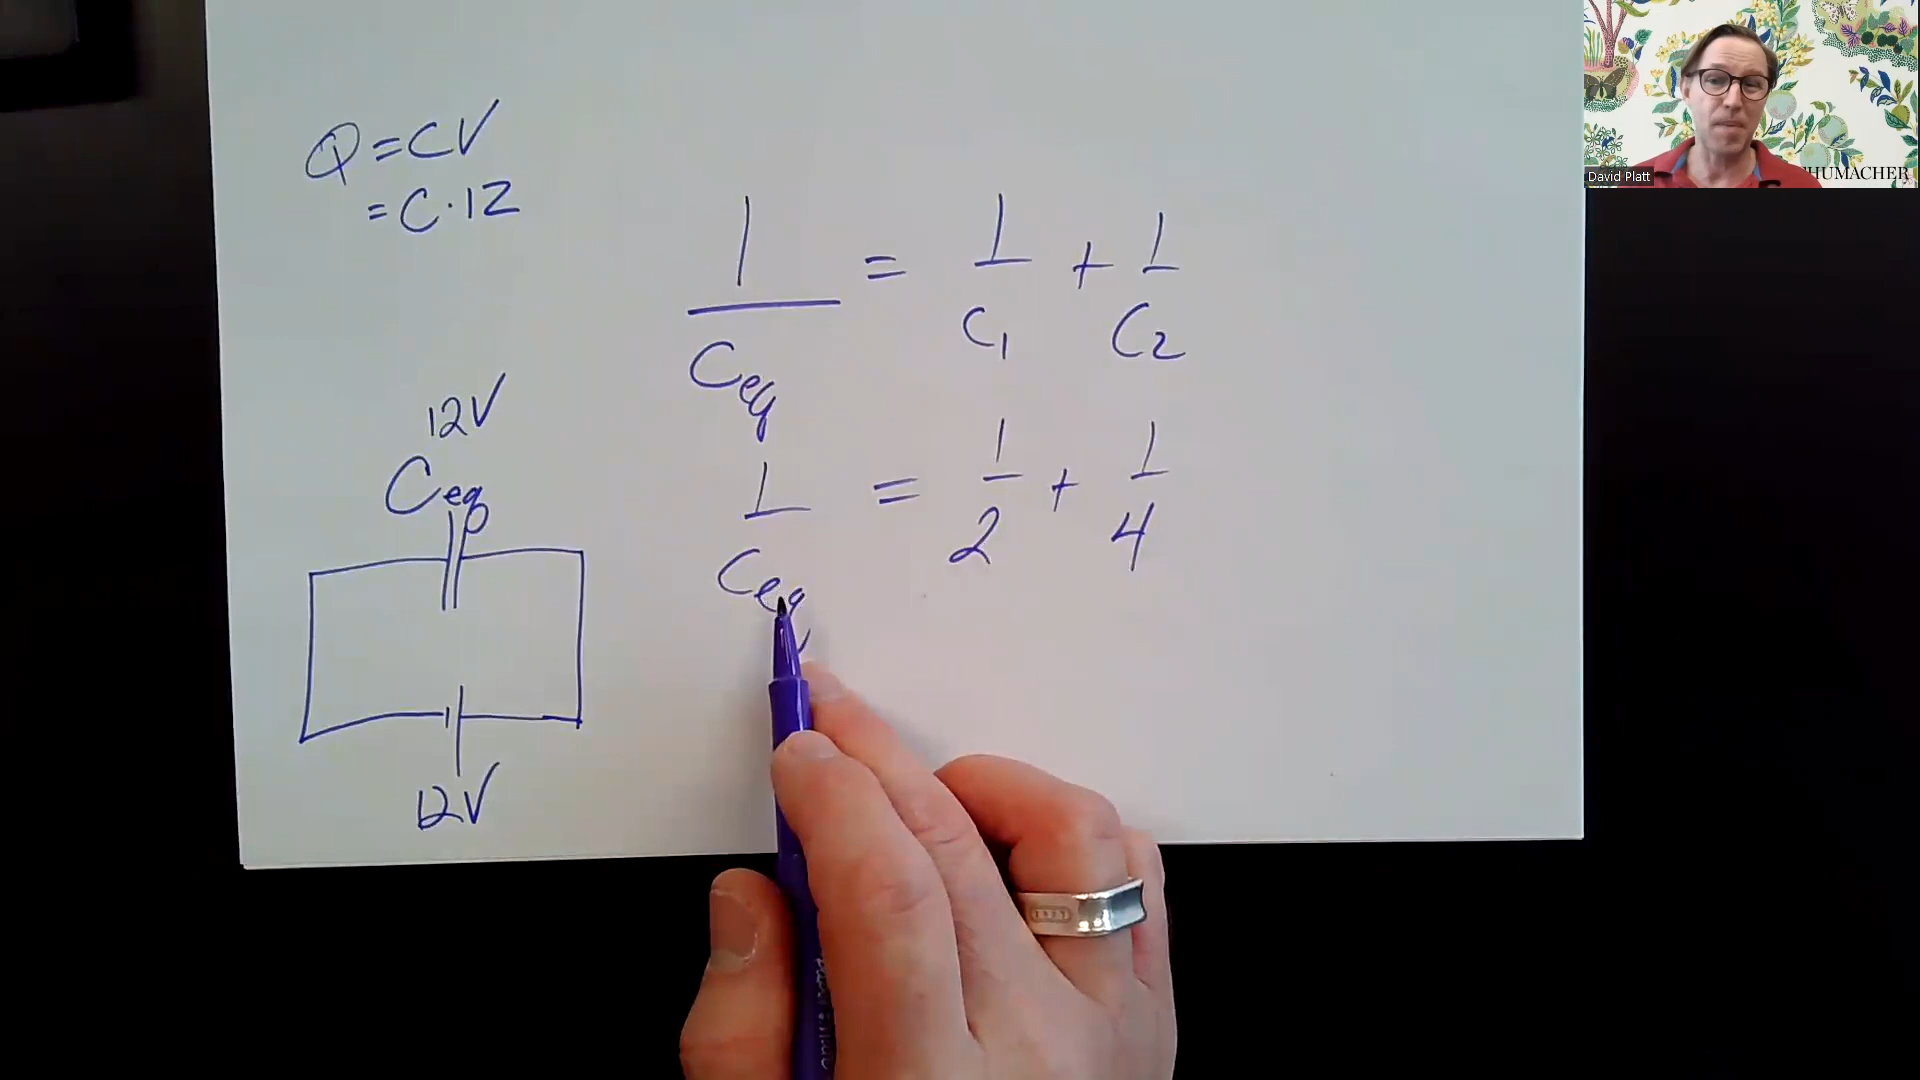 Q = CV
= C·12
1/Ceq = 1/C1 + 1/C2
1/Ceq = 1/2 + 1/4
12V
Ceq
12V
David Platt
HUMACHER